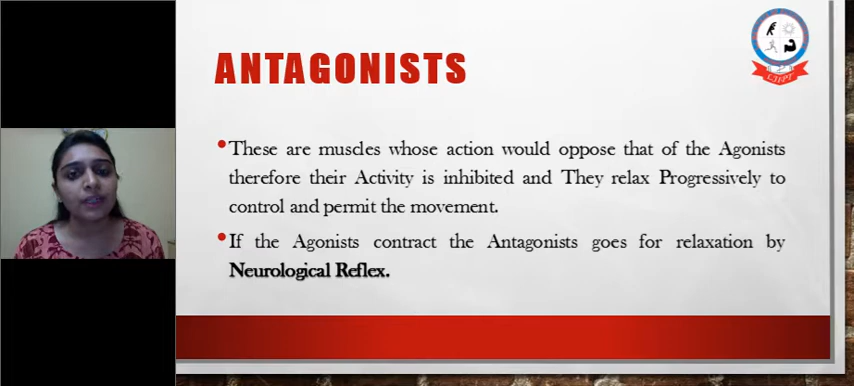 ANTAGONISTS
These are muscles whose action would oppose that of the Agonists
therefore their Activity is inhibited and They relax Progressively to
control and permit the movement.
If the Agonists contract the Antagonists goes for relaxation by
Neurological Reflex.